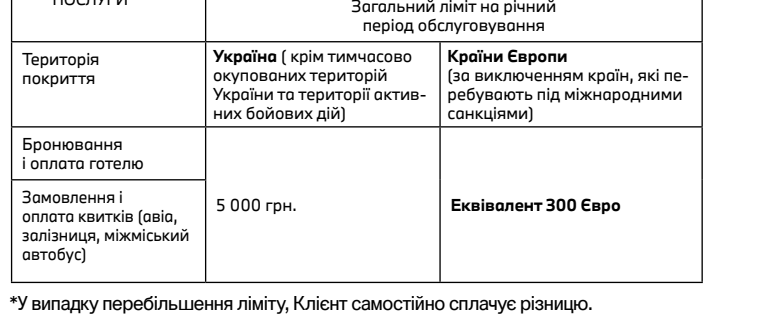 ПОСЛУГИ
Загальний ліміт на річний
період обслуговування
Територія
покриття
Україна ( крім тимчасово
окупованих територій
України та території актив-
них бойових дій)
Країни Європи
(за виключенням країн, які пе-
ребувають під міжнародними
санкціями)
Бронювання
і оплата готелю
Замовлення і
оплата квитків (авіа,
залізниця, міжміський
автобус)
5 000 грн.
Еквівалент 300 Євро
*У випадку перебільшення ліміту, Клієнт самостійно сплачує різницю.